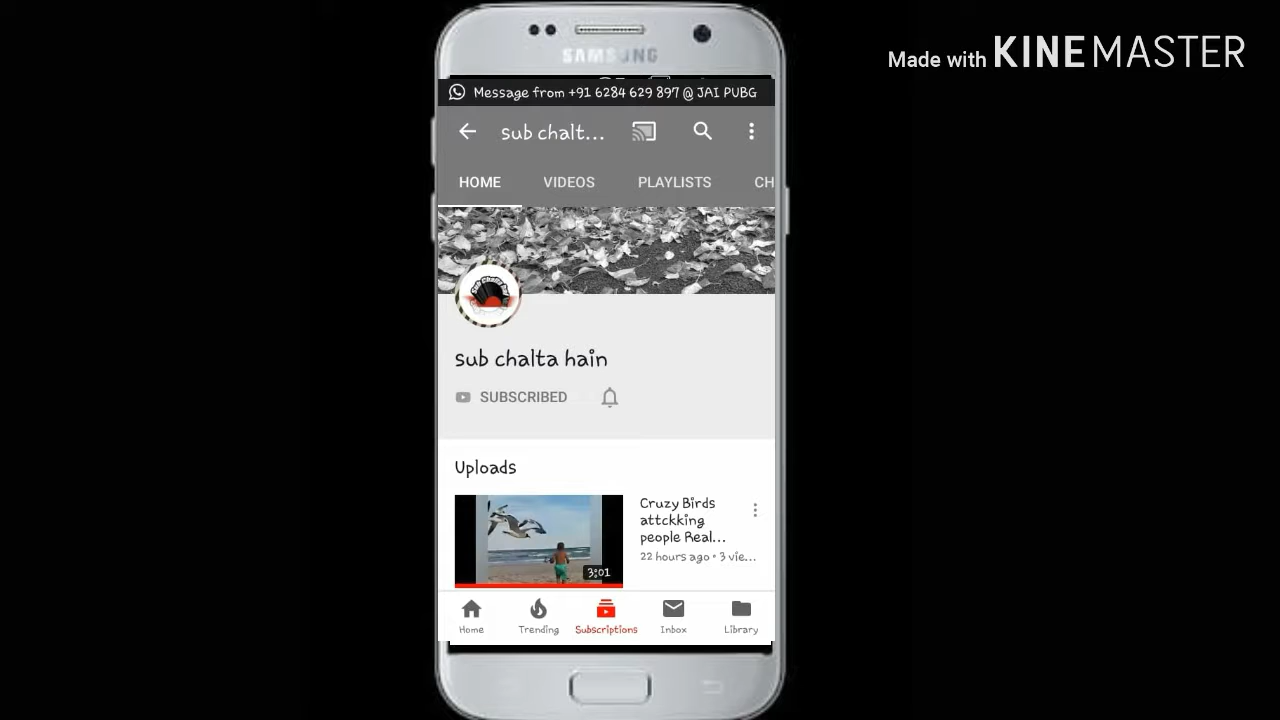 Made with KINEMASTER
SAMSUNG
Message from +91 6284 629 897 @ JAI PUBG
sub chalt...
HOME VIDEOS PLAYLISTS CH
sub chalta hain
SUBSCRIBED
Uploads
Cruzy Birds
attckking
people Real...
22 hours ago • 3 vie...
3:01
Home Trending Subscriptions Inbox Library